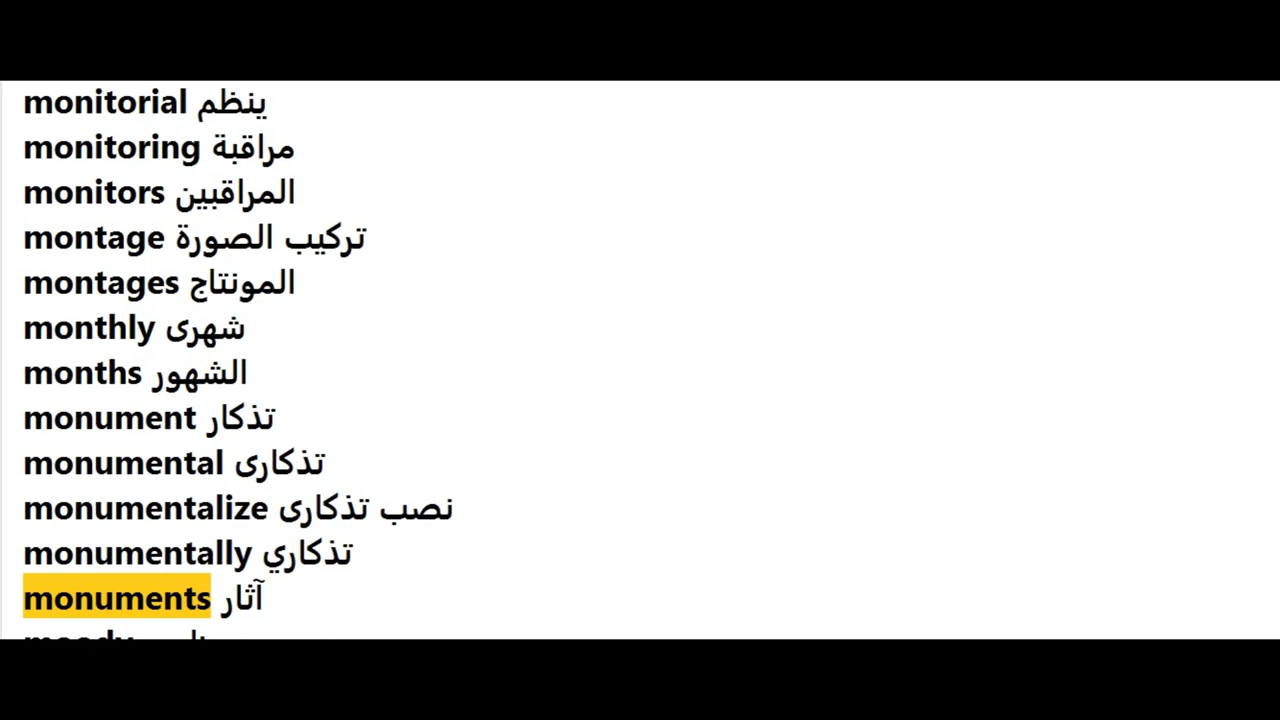 monitorial ينظم
monitoring مراقبة
monitors المراقبين
montage تركيب الصورة
montages المونتاج
monthly شهرى
months الشهور
monument تذكار
monumental تذكارى
monumentalize نصب تذكارى
monumentally تذكاري
monuments آثار
moody